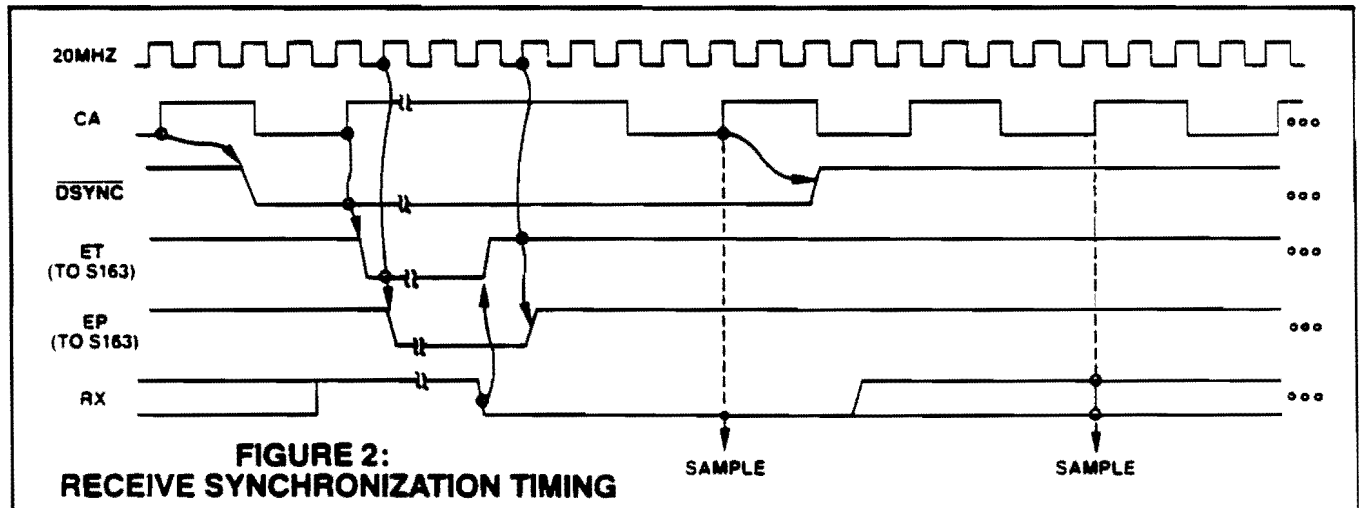 20MHZ
CA
DSYNC
ET
(TO S163)
EP
(TO S163)
RX
SAMPLE
SAMPLE
FIGURE 2:
RECEIVE SYNCHRONIZATION TIMING